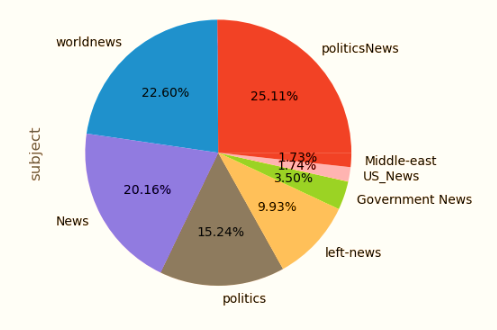 worldnews
politicsNews
22.60%
25.11%
subject
1.73%
Middle-east
1.74%
US_News
3.50%
Government News
20.16%
9.93%
News
15.24%
left-news
politics